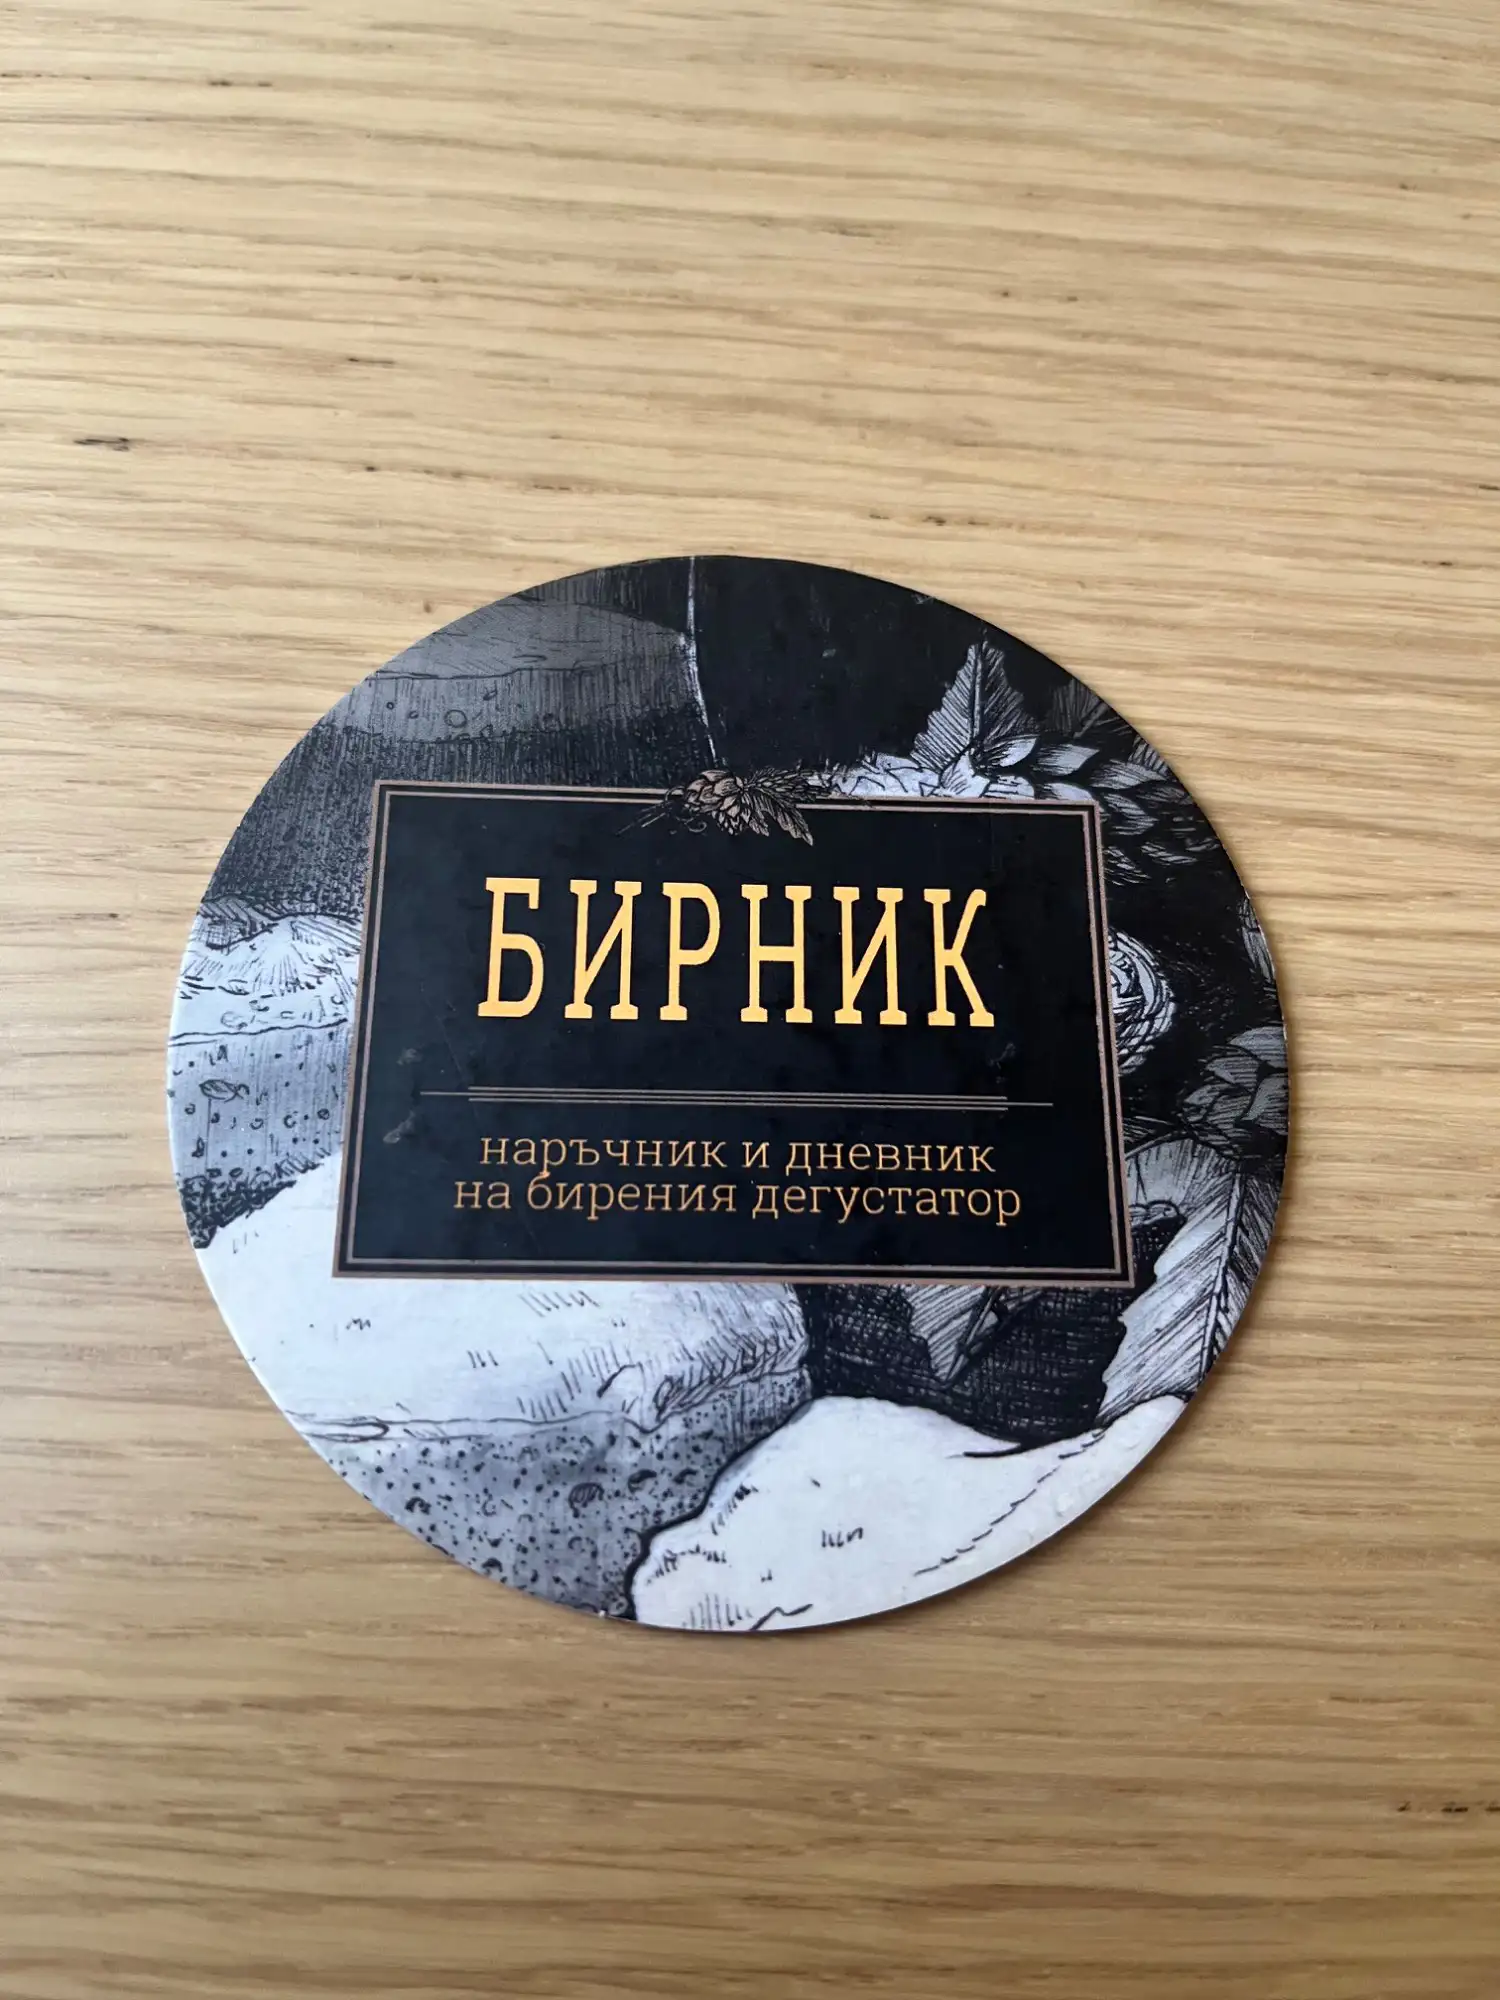 БИРНИК
наръчник и дневник
на бирения дегустатор